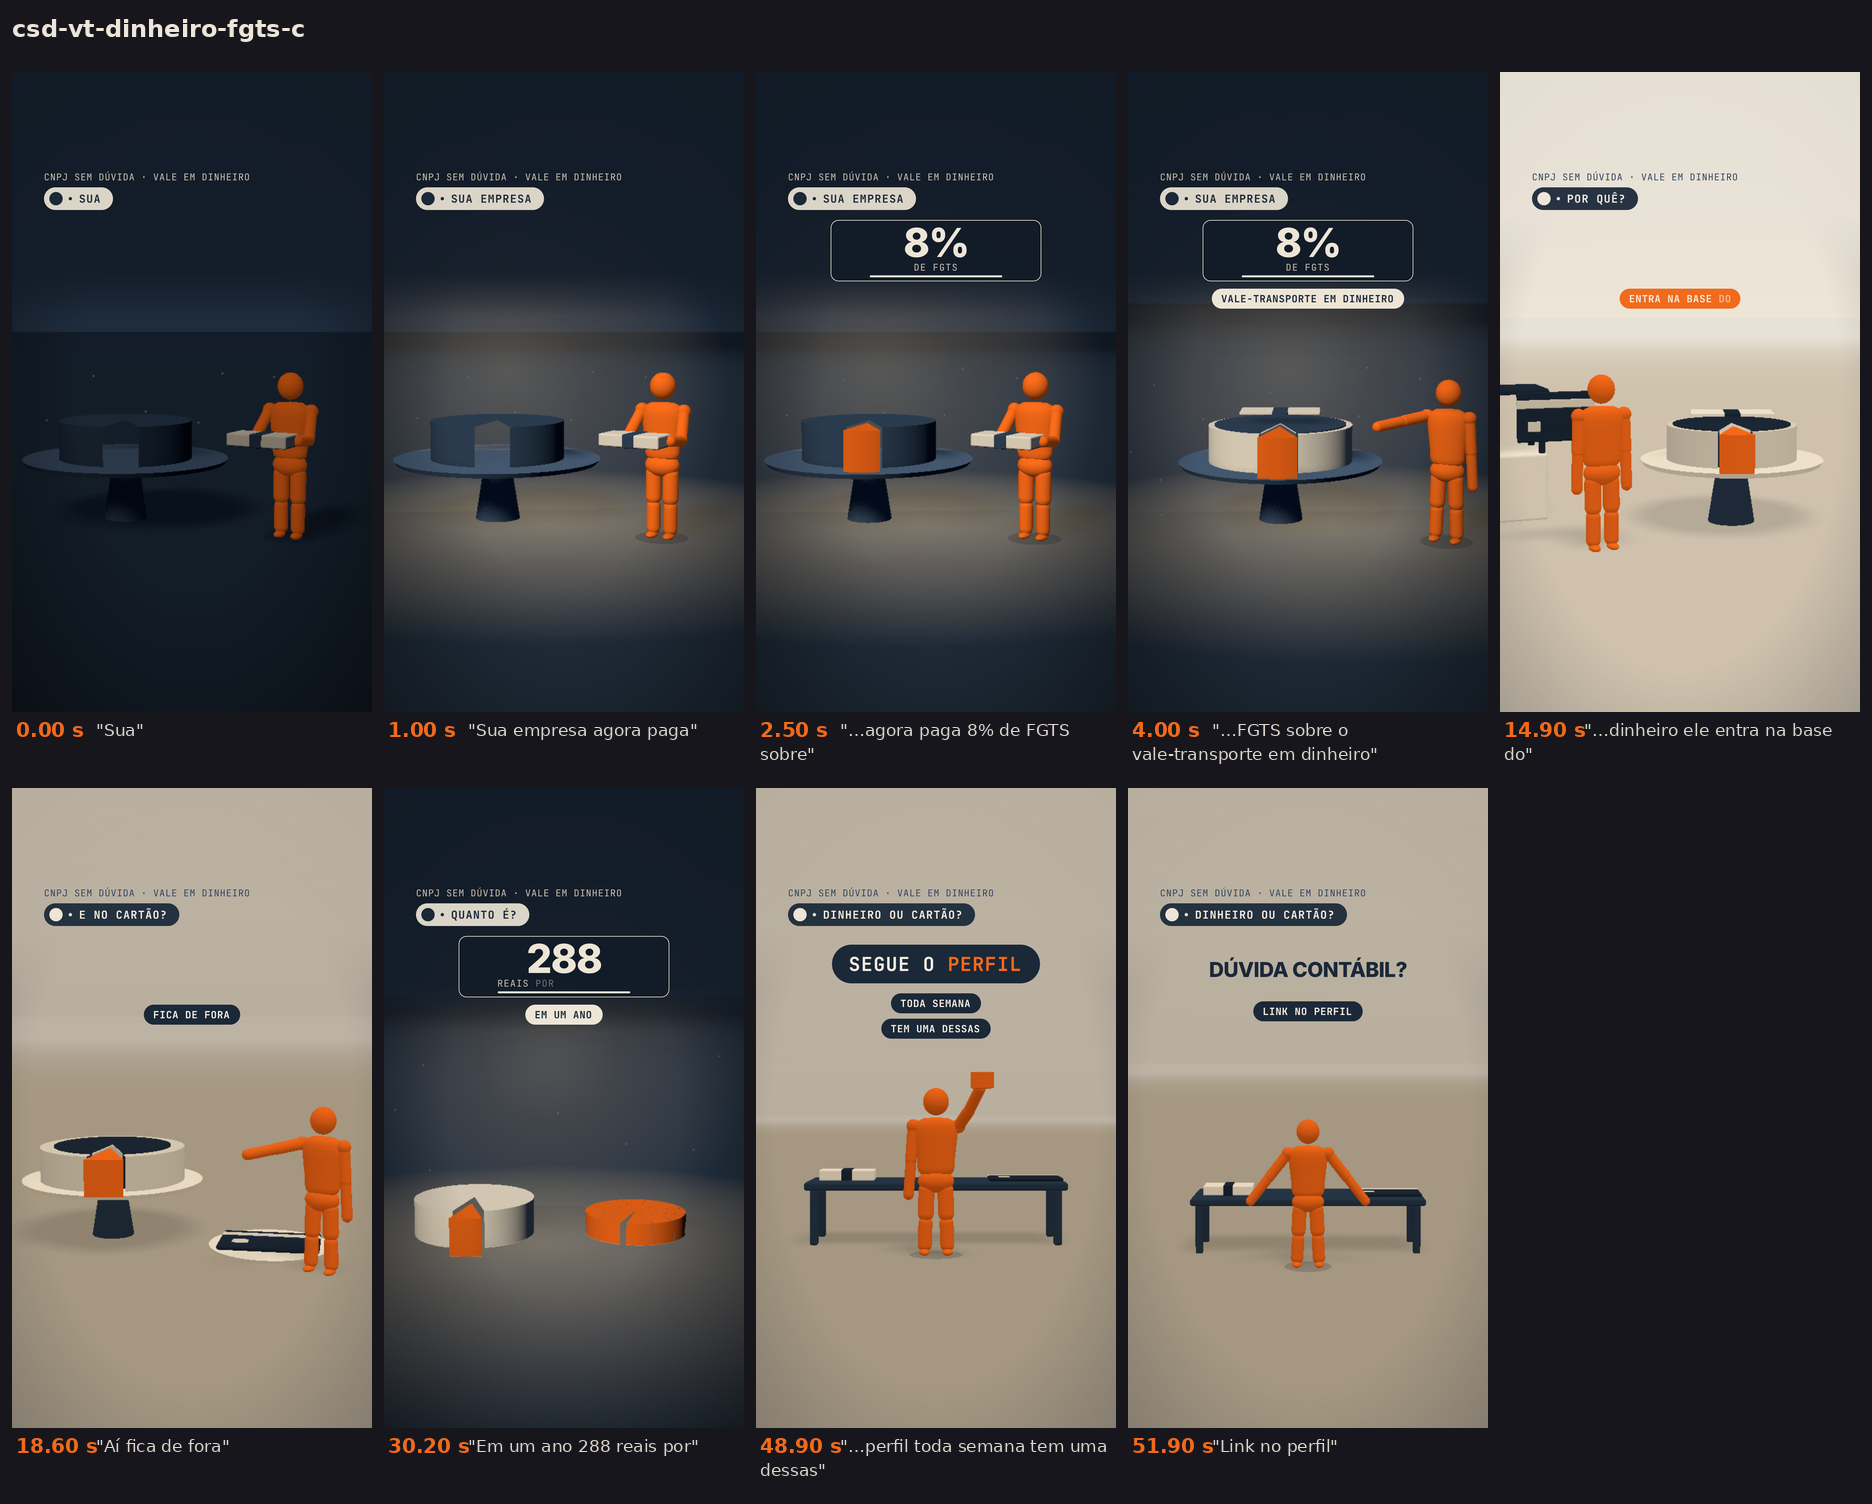 csd-vt-dinheiro-fgts-c
CNPJ SEM DÚVIDA · VALE EM DINHEIRO
• SUA
0.00 s "Sua"
CNPJ SEM DÚVIDA · VALE EM DINHEIRO
• SUA EMPRESA
1.00 s "Sua empresa agora paga"
CNPJ SEM DÚVIDA · VALE EM DINHEIRO
• SUA EMPRESA
8%
DE FGTS
2.50 s "...agora paga 8% de FGTS
sobre"
CNPJ SEM DÚVIDA · VALE EM DINHEIRO
• SUA EMPRESA
8%
DE FGTS
VALE-TRANSPORTE EM DINHEIRO
4.00 s "...FGTS sobre o
vale-transporte em dinheiro"
CNPJ SEM DÚVIDA · VALE EM DINHEIRO
• POR QUÊ?
ENTRA NA BASE DO
14.90 s "...dinheiro ele entra na base
do"
CNPJ SEM DÚVIDA · VALE EM DINHEIRO
• E NO CARTÃO?
FICA DE FORA
18.60 s "Aí fica de fora"
CNPJ SEM DÚVIDA · VALE EM DINHEIRO
• QUANTO É?
288
REAIS POR
EM UM ANO
30.20 s "Em um ano 288 reais por"
CNPJ SEM DÚVIDA · VALE EM DINHEIRO
• DINHEIRO OU CARTÃO?
SEGUE O PERFIL
TODA SEMANA
TEM UMA DESSAS
48.90 s "...perfil toda semana tem uma
dessas"
CNPJ SEM DÚVIDA · VALE EM DINHEIRO
• DINHEIRO OU CARTÃO?
DÚVIDA CONTÁBIL?
LINK NO PERFIL
51.90 s "Link no perfil"